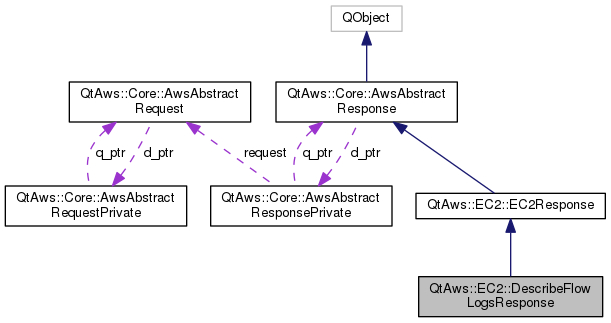 QObject
QtAws::Core::AwsAbstract
Request
QtAws::Core::AwsAbstract
Response
q_ptr
d_ptr
request
q_ptr
d_ptr
QtAws::Core::AwsAbstract
RequestPrivate
QtAws::Core::AwsAbstract
ResponsePrivate
QtAws::EC2::EC2Response
QtAws::EC2::DescribeFlow
LogsResponse